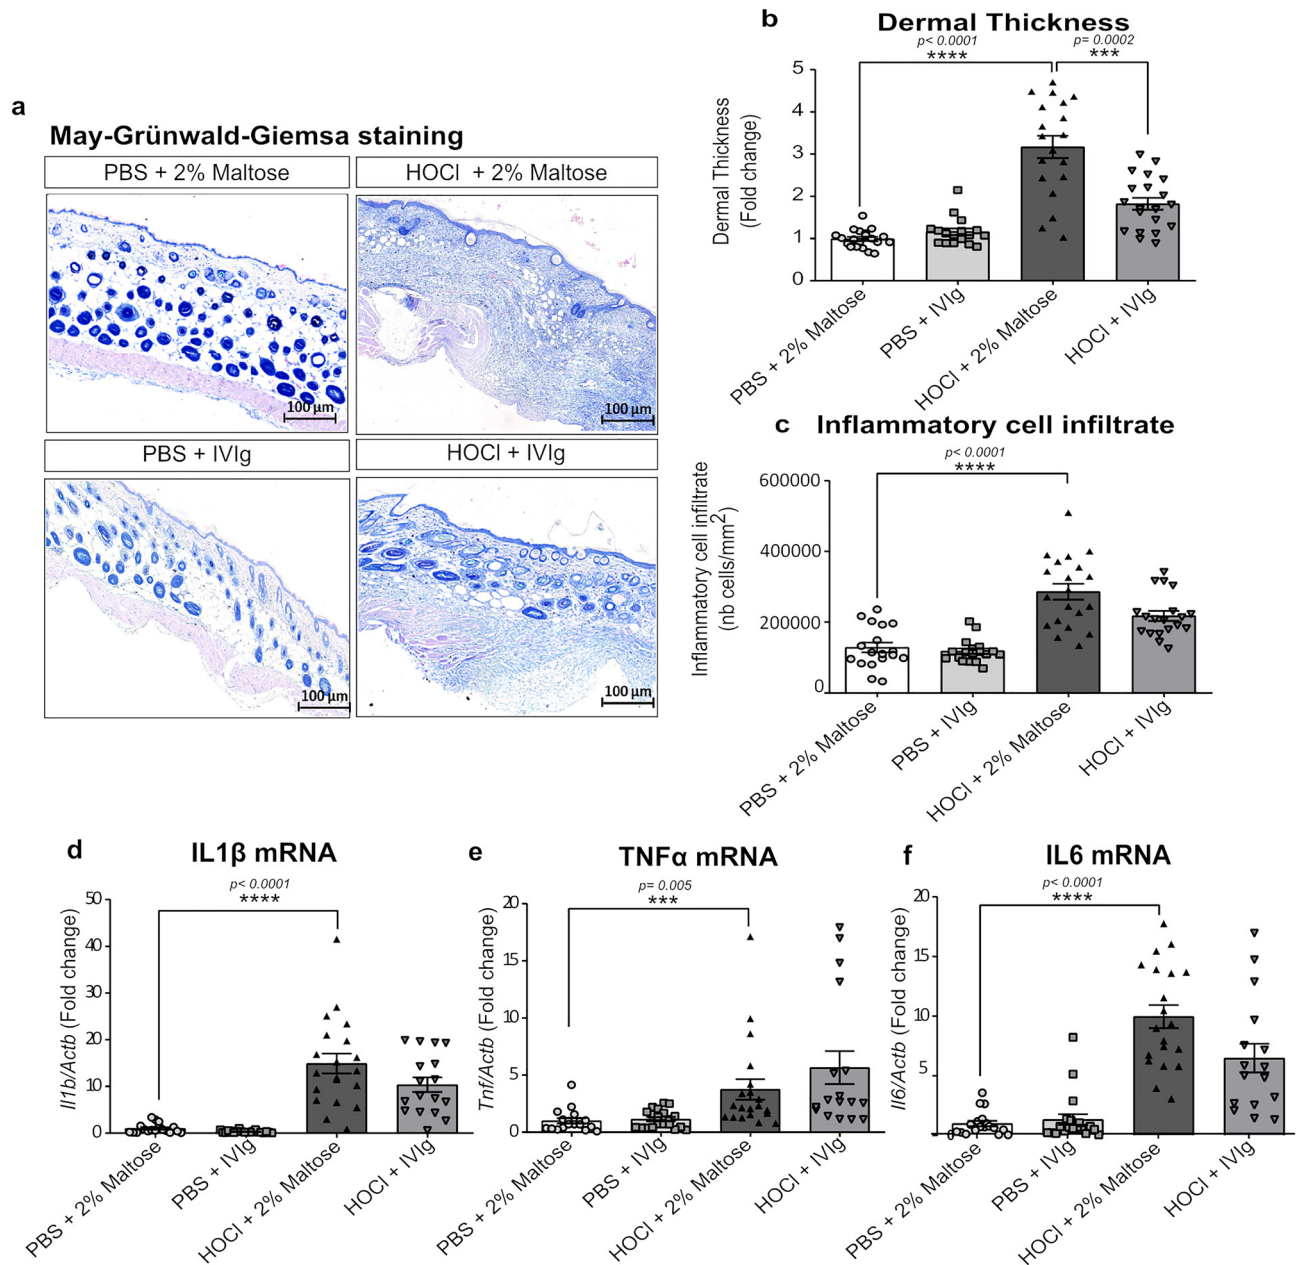 a
May-Grünwald-Giemsa staining
PBS + 2% Maltose
HOCl + 2% Maltose
100 µm
100 µm
PBS + IVIg
HOCl + IVIg
100 µm
100 µm
b
Dermal Thickness
p< 0.0001
p= 0.0002
****
***
Dermal Thickness
(Fold change)
5
4
3
2
1
0
PBS + 2% Maltose
PBS + IVIg
HOCl + 2% Maltose
HOCl + IVIg
c
Inflammatory cell infiltrate
p< 0.0001
****
Inflammatory cell infiltrate
(nb cells/mm2)
600000
400000
200000
0
PBS + 2% Maltose
PBS + IVIg
HOCl + 2% Maltose
HOCl + IVIg
d
IL1β mRNA
p< 0.0001
****
Il1b/Actb (Fold change)
50
40
30
20
10
0
PBS + 2% Maltose
PBS + IVIg
HOCl + 2% Maltose
HOCl + IVIg
e
TNFα mRNA
p= 0.005
***
Tnf/Actb (Fold change)
20
15
10
5
0
PBS + 2% Maltose
PBS + IVIg
HOCl + 2% Maltose
HOCl + IVIg
f
IL6 mRNA
p< 0.0001
****
Il6/Actb (Fold change)
20
15
10
5
0
PBS + 2% Maltose
PBS + IVIg
HOCl + 2% Maltose
HOCl + IVIg